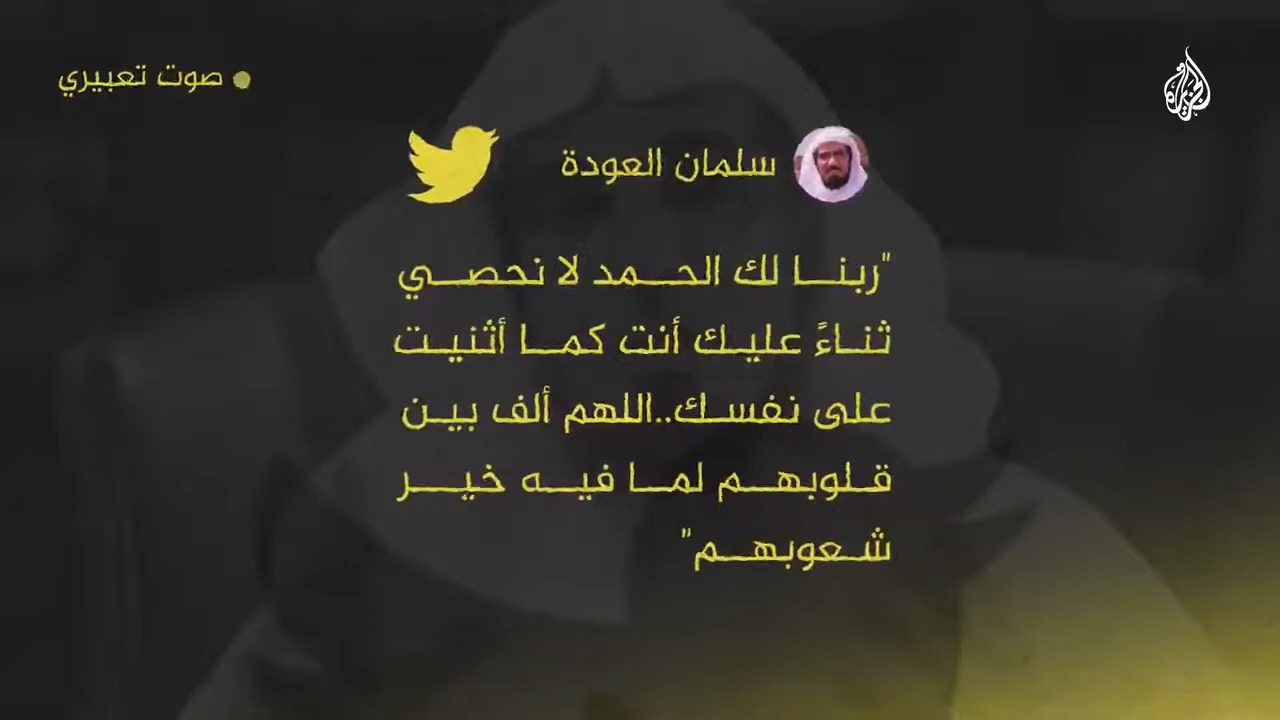 صوت تعبيري
الجزيرة
سلمان العودة
"ربنا لك الحمد لا نحصي
ثناءً عليك أنت كما أثنيت
على نفسك..اللهم ألف بين
قلوبهم لما فيه خير
شعوبهم"